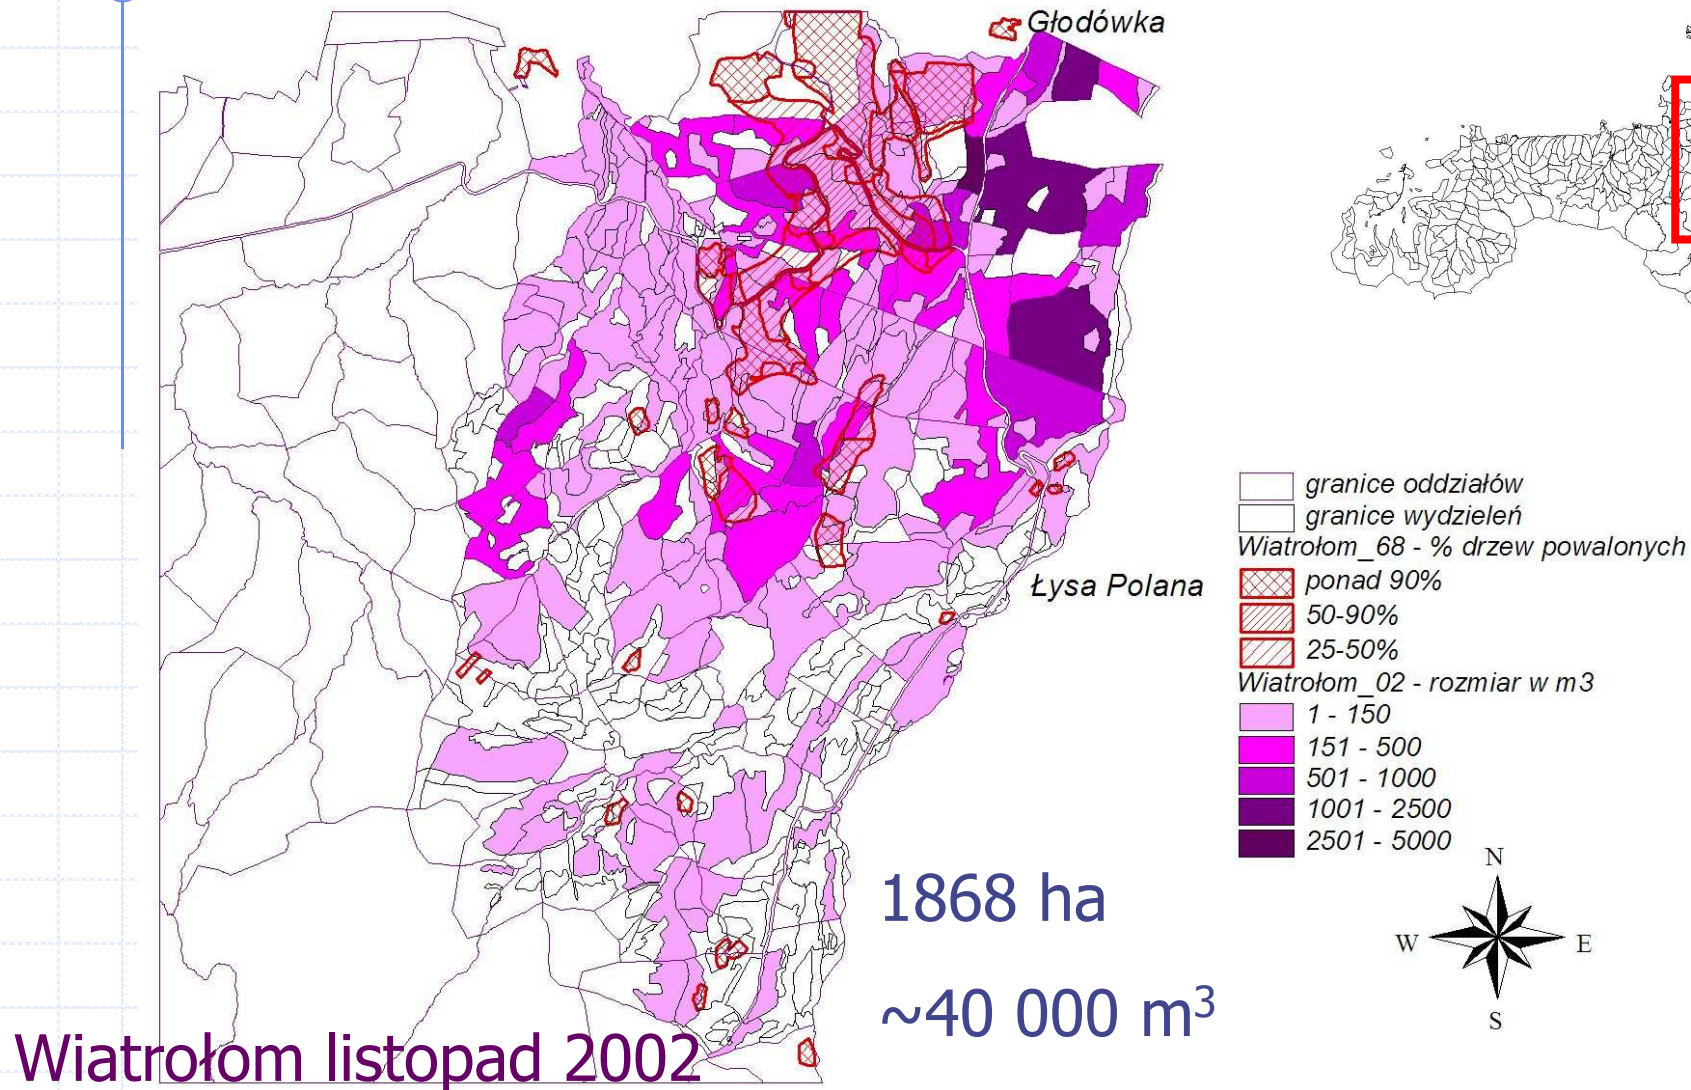 Głodówka
Łysa Polana
granice oddziałów
granice wydzieleń
Wiatrołom_68 - % drzew powalonych
ponad 90%
50-90%
25-50%
Wiatrołom_02 - rozmiar w m3
1 - 150
151 - 500
501 - 1000
1001 - 2500
2501 - 5000
N
W E
S
1868 ha
~40 000 m³
Wiatrołom listopad 2002